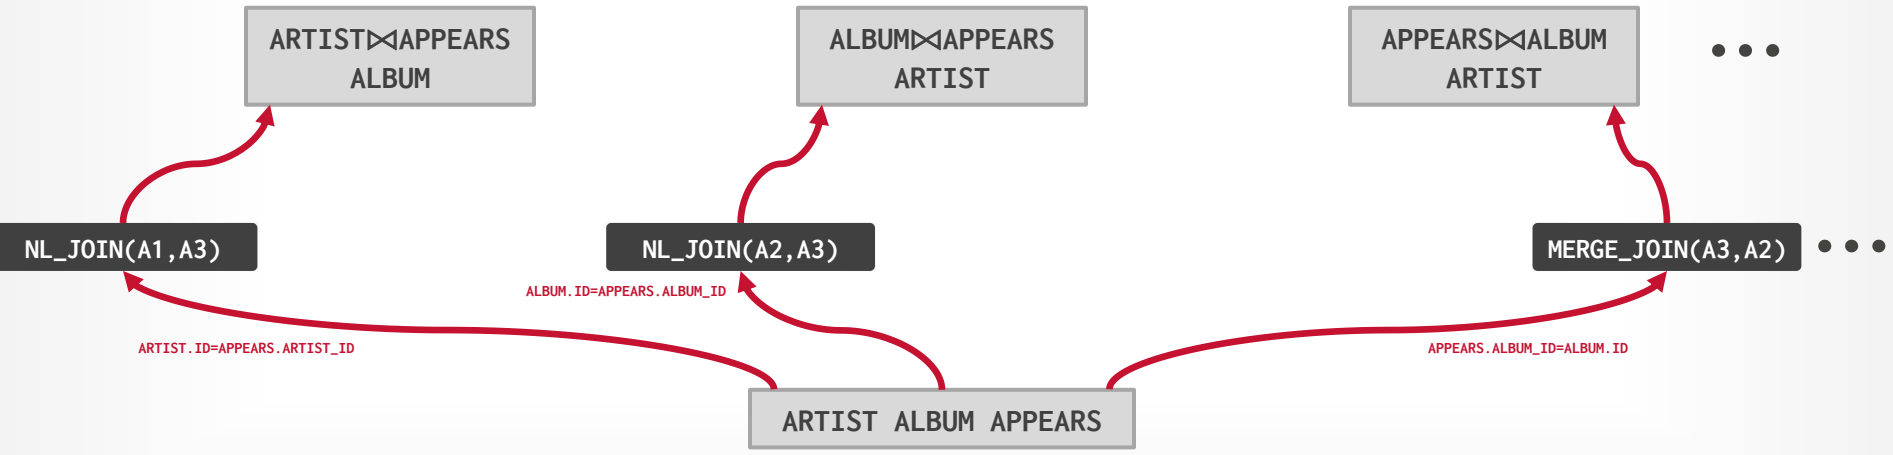 ARTIST⋈APPEARS
ALBUM
ALBUM⋈APPEARS
ARTIST
APPEARS⋈ALBUM
ARTIST
• • •
NL_JOIN(A1,A3)
NL_JOIN(A2,A3)
MERGE_JOIN(A3,A2)
• • •
ALBUM.ID=APPEARS.ALBUM_ID
ARTIST.ID=APPEARS.ARTIST_ID
APPEARS.ALBUM_ID=ALBUM.ID
ARTIST ALBUM APPEARS